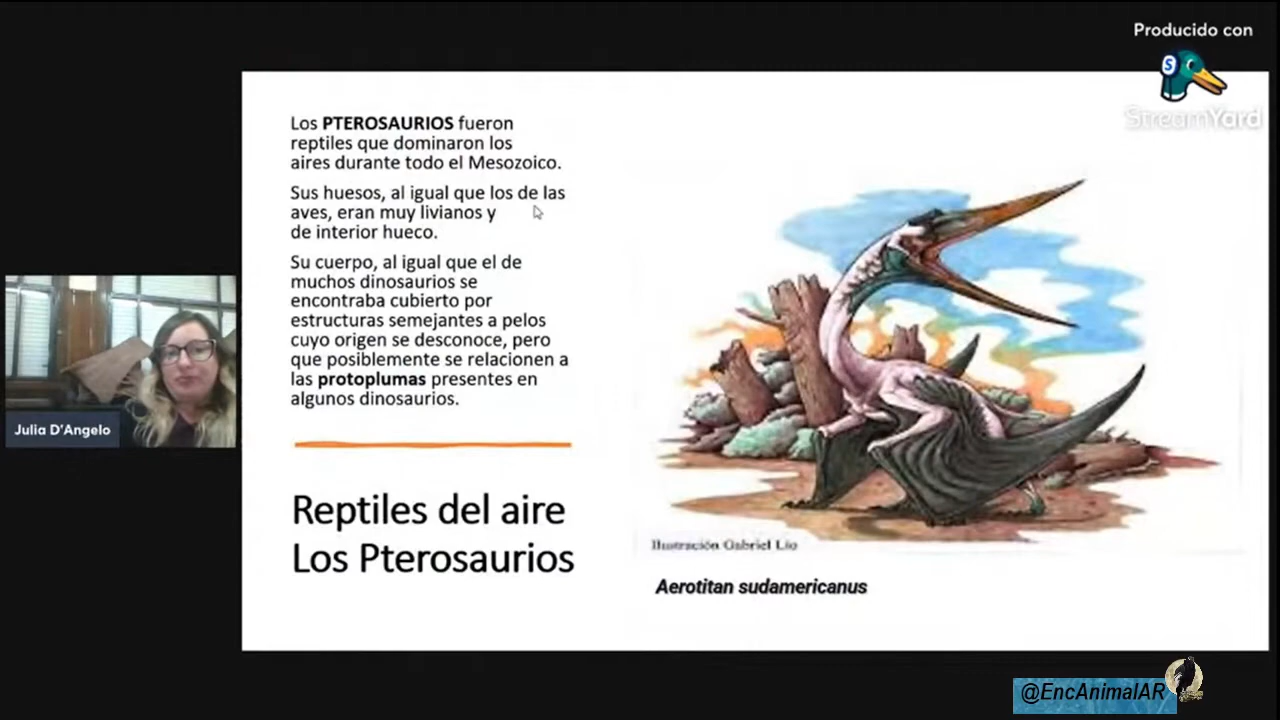 Producido con
StreamYard
Los PTEROSAURIOS fueron
reptiles que dominaron los
aires durante todo el Mesozoico.
Sus huesos, al igual que los de las
aves, eran muy livianos y
de interior hueco.
Su cuerpo, al igual que el de
muchos dinosaurios se
encontraba cubierto por
estructuras semejantes a pelos
cuyo origen se desconoce, pero
que posiblemente se relacionen a
las protoplumas presentes en
algunos dinosaurios.
Reptiles del aire
Los Pterosaurios
Ilustración Gabriel Lío
Aerotitan sudamericanus
Julia D'Angelo
@EncAnimalAR